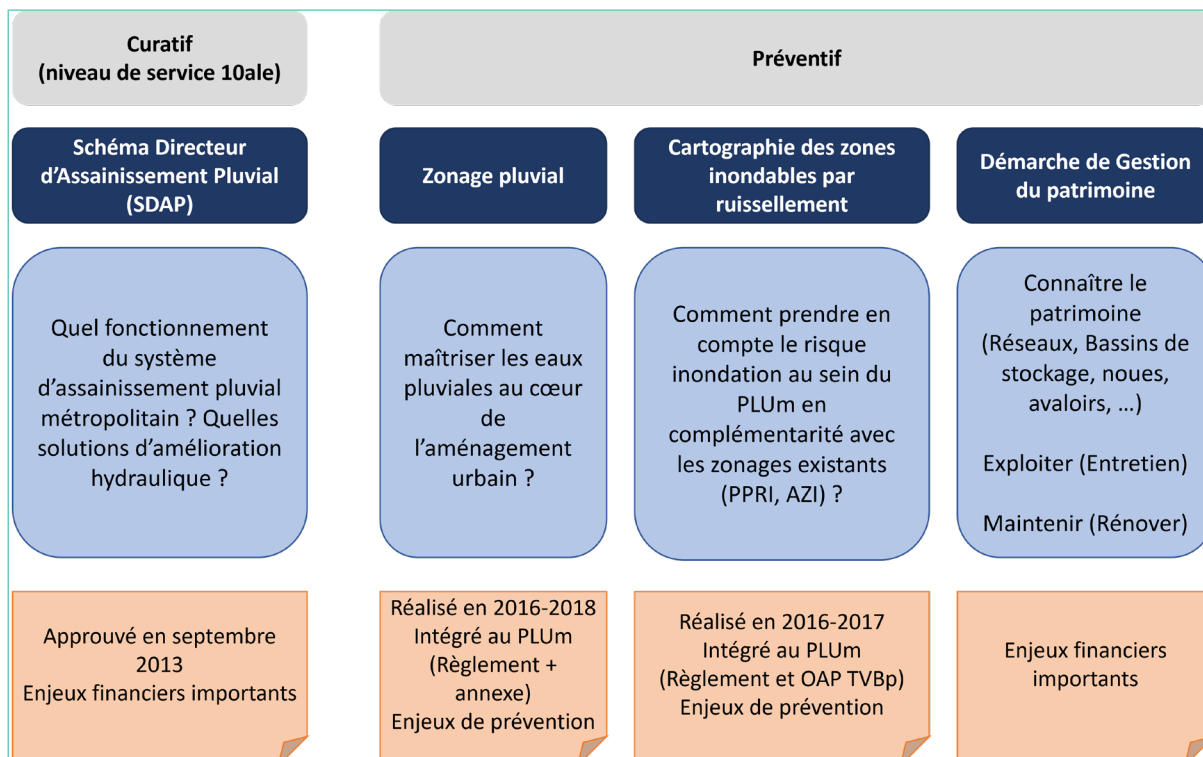 Curatif
(niveau de service 10ale)
Préventif
Schéma Directeur
d’Assainissement Pluvial
(SDAP)
Zonage pluvial
Cartographie des zones
inondables par
ruissellement
Démarche de Gestion
du patrimoine
Quel fonctionnement
du système
d’assainissement pluvial
métropolitain ? Quelles
solutions d’amélioration
hydraulique ?
Comment
maîtriser les eaux
pluviales au cœur
de
l’aménagement
urbain ?
Comment prendre en
compte le risque
inondation au sein du
PLUm en
complémentarité avec
les zonages existants
(PPRI, AZI) ?
Connaître le
patrimoine
(Réseaux, Bassins de
stockage, noues,
avaloirs, …)
Exploiter (Entretien)
Maintenir (Rénover)
Approuvé en septembre
2013
Enjeux financiers importants
Réalisé en 2016-2018
Intégré au PLUm
(Règlement +
annexe)
Enjeux de prévention
Réalisé en 2016-2017
Intégré au PLUm
(Règlement et OAP TVBp)
Enjeux de prévention
Enjeux financiers
importants